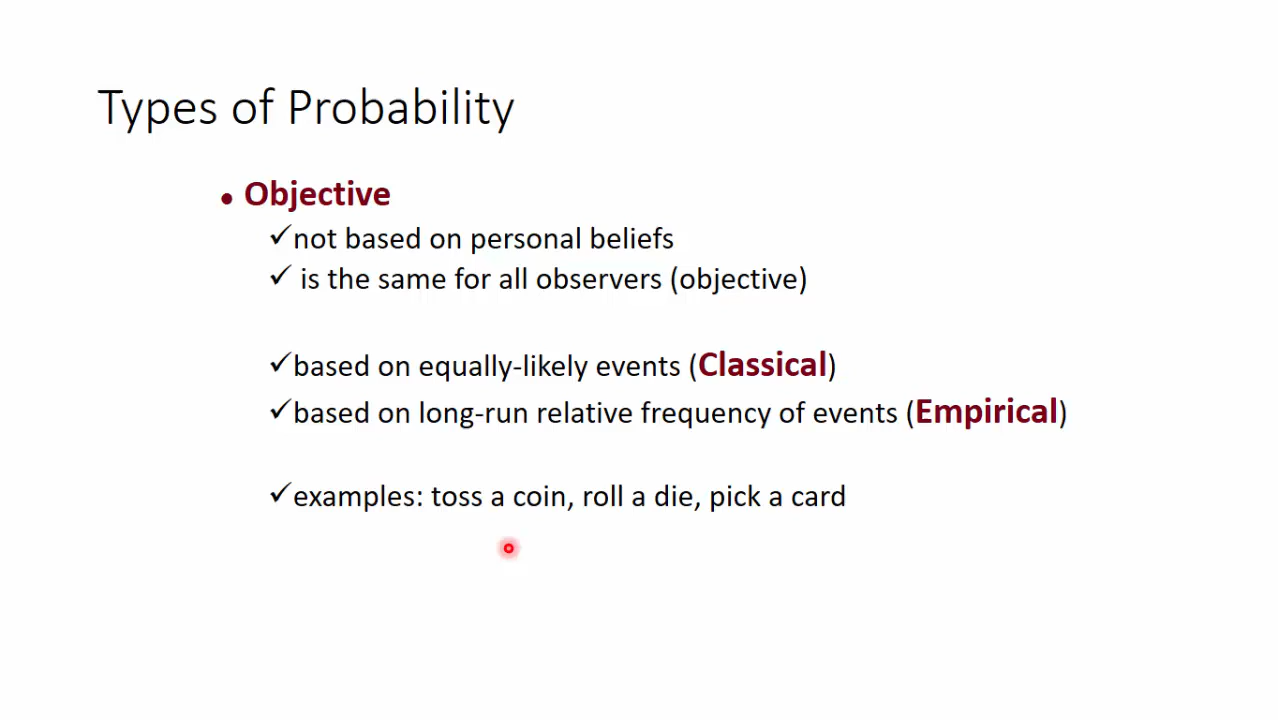 Types of Probability
• Objective
✓not based on personal beliefs
✓ is the same for all observers (objective)
✓based on equally-likely events (Classical)
✓based on long-run relative frequency of events (Empirical)
✓examples: toss a coin, roll a die, pick a card